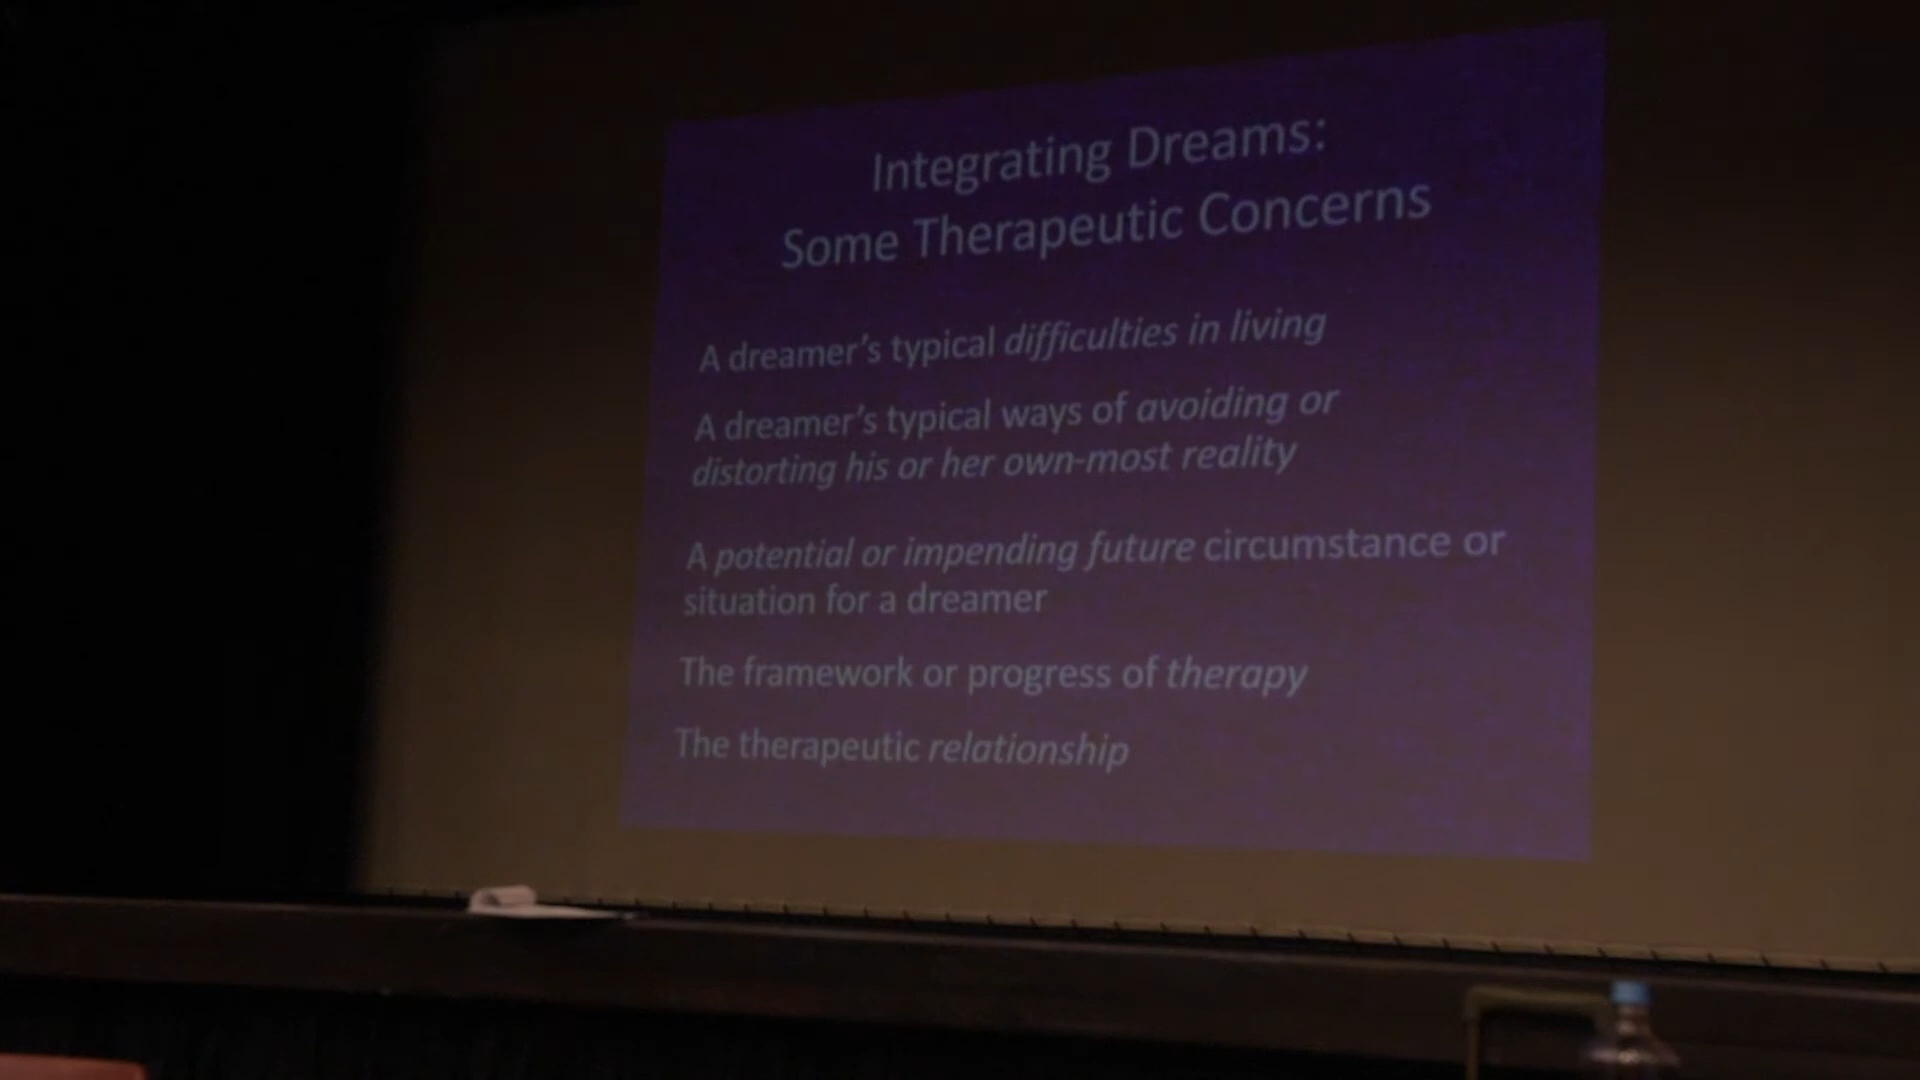 Integrating Dreams:
Some Therapeutic Concerns
A dreamer's typical difficulties in living
A dreamer's typical ways of avoiding or
distorting his or her own-most reality
A potential or impending future circumstance or
situation for a dreamer
The framework or progress of therapy
The therapeutic relationship